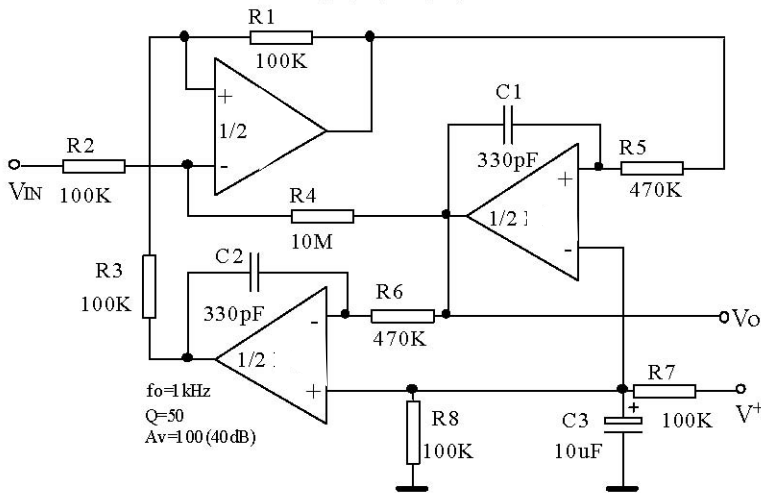 R1
100K
+
1/2
-
R2
VIN
100K
C1
330pF
R5
470K
+
1/2
-
R4
10M
R3
100K
C2
330pF
R6
470K
-
1/2
+
VO
fo=1kHz
Q=50
Av=100(40dB)
R8
100K
C3
10uF
+
R7
100K
V+